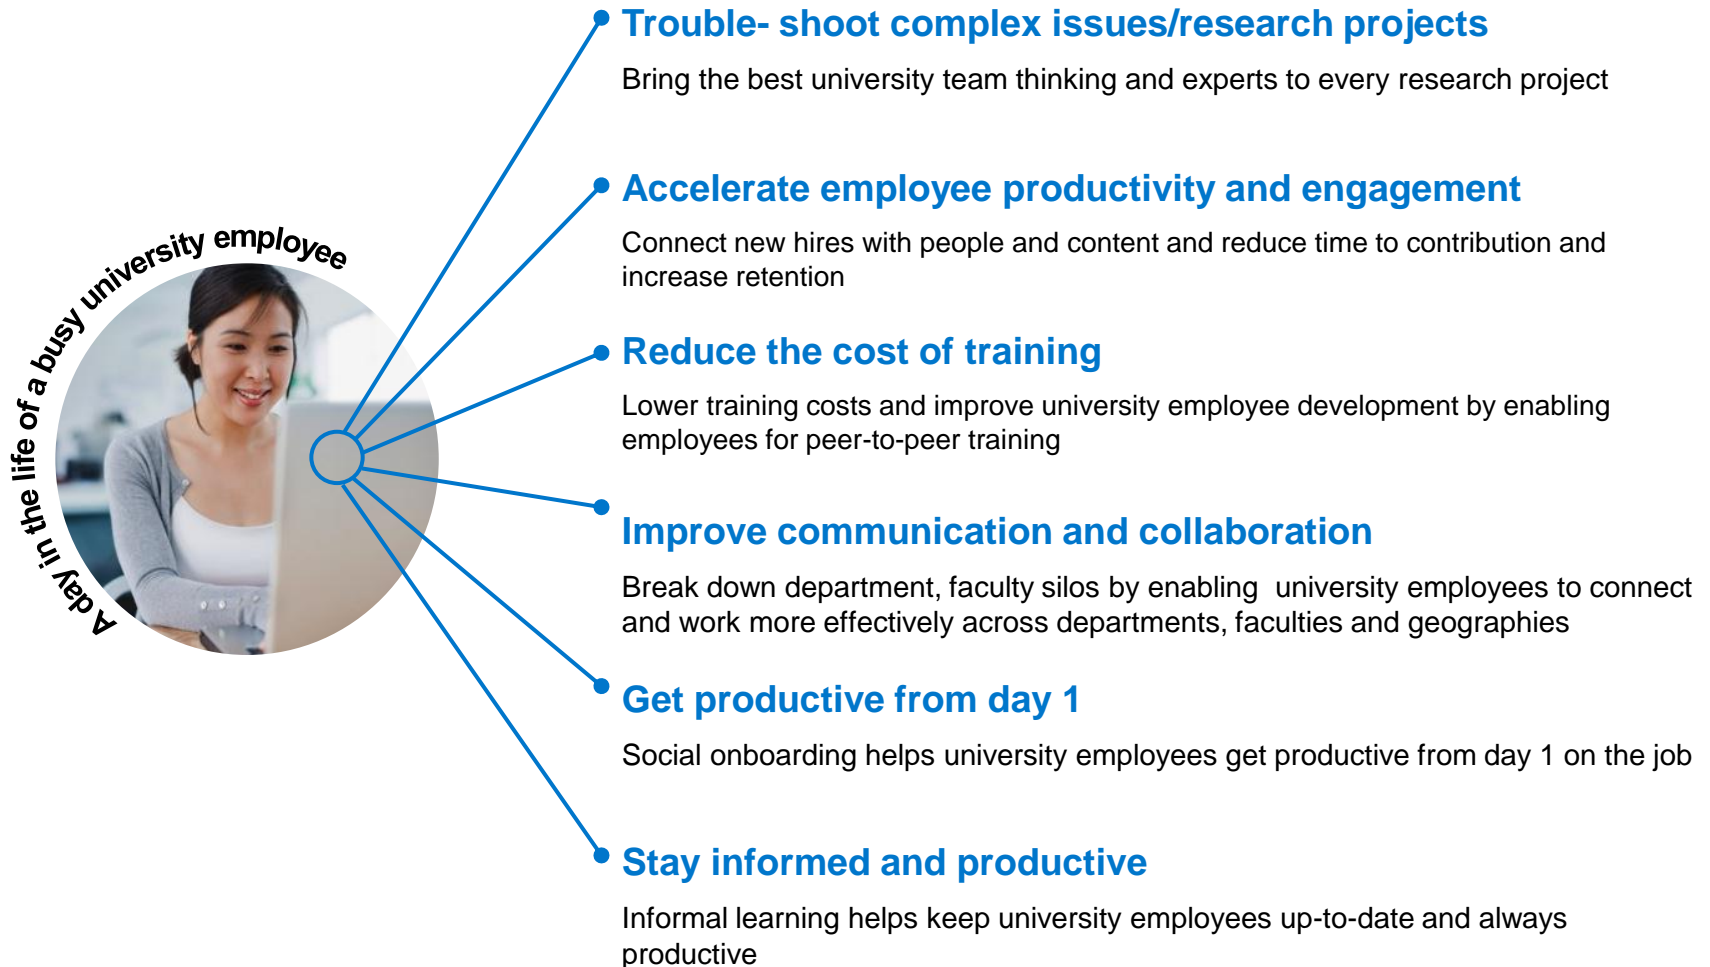 A day in the life of a busy university employee
Trouble- shoot complex issues/research projects
Bring the best university team thinking and experts to every research project
Accelerate employee productivity and engagement
Connect new hires with people and content and reduce time to contribution and
increase retention
Reduce the cost of training
Lower training costs and improve university employee development by enabling
employees for peer-to-peer training
Improve communication and collaboration
Break down department, faculty silos by enabling  university employees to connect
and work more effectively across departments, faculties and geographies
Get productive from day 1
Social onboarding helps university employees get productive from day 1 on the job
Stay informed and productive
Informal learning helps keep university employees up-to-date and always
productive